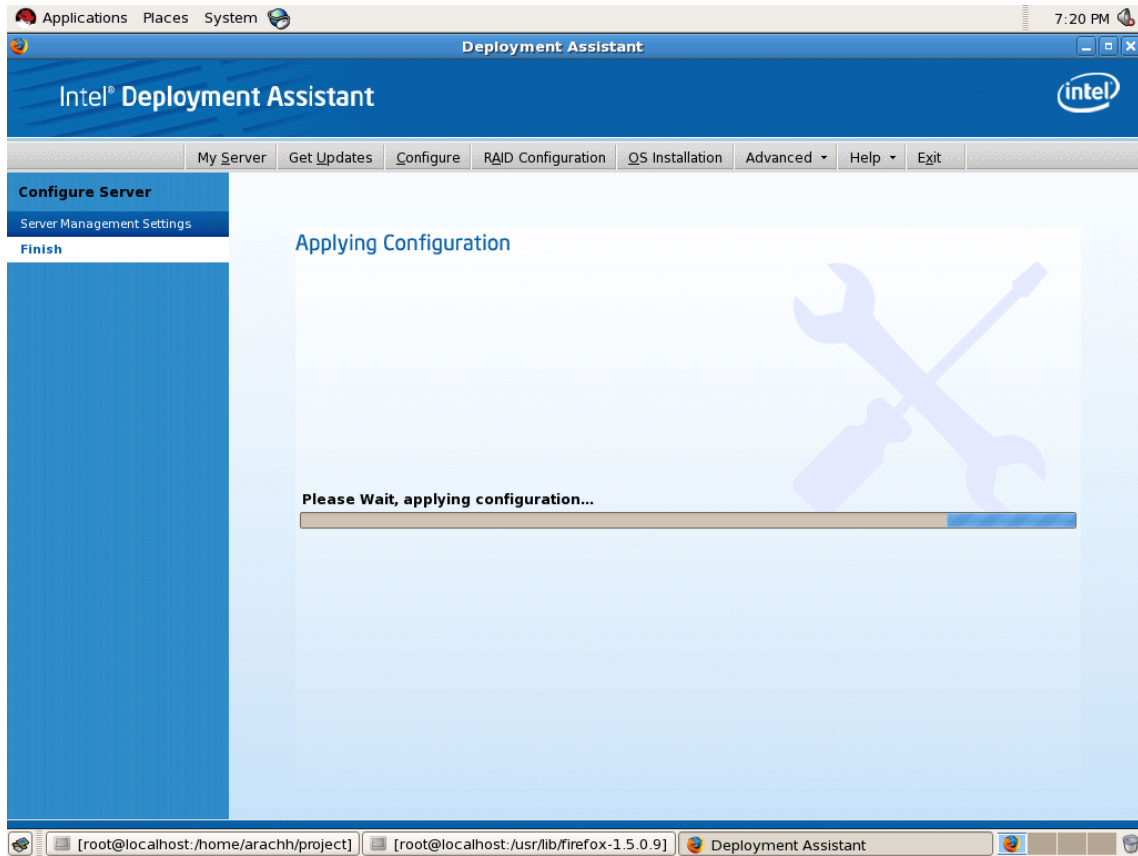 Applications Places System 7:20 PM
Deployment Assistant
Intel® Deployment Assistant
intel®
My Server Get Updates Configure RAID Configuration OS Installation Advanced Help Exit
Configure Server
Server Management Settings
Finish
Applying Configuration
Please Wait, applying configuration...
[root@localhost:/home/arachh/project] [root@localhost:/usr/lib/firefox-1.5.0.9] Deployment Assistant